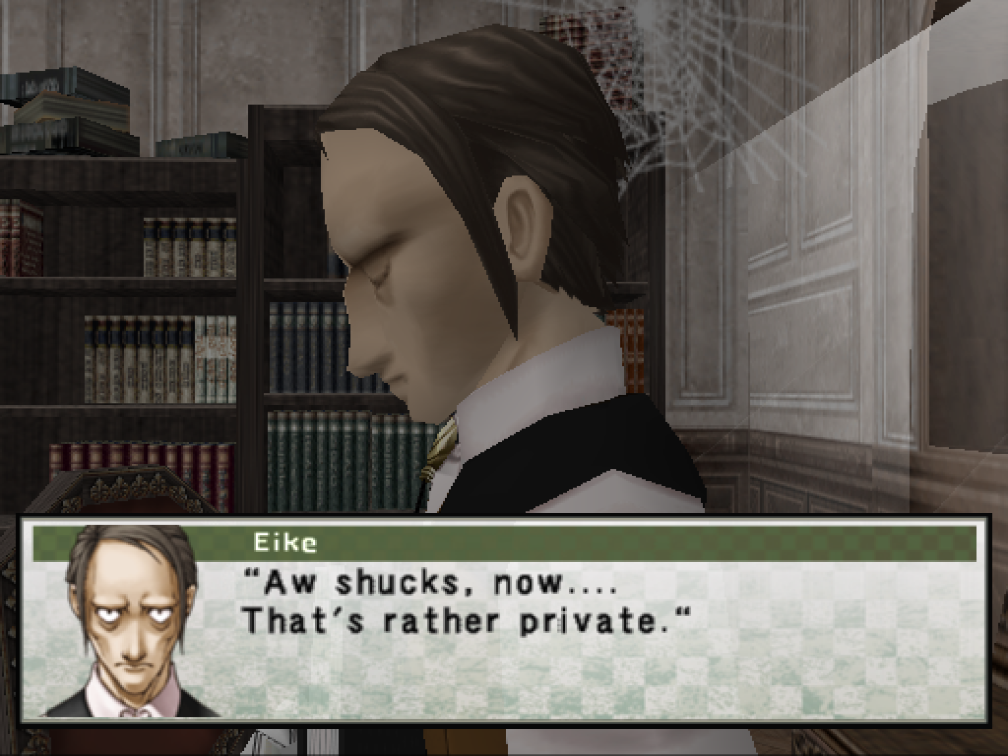 Eike
“Aw shucks, now....
That's rather private.“